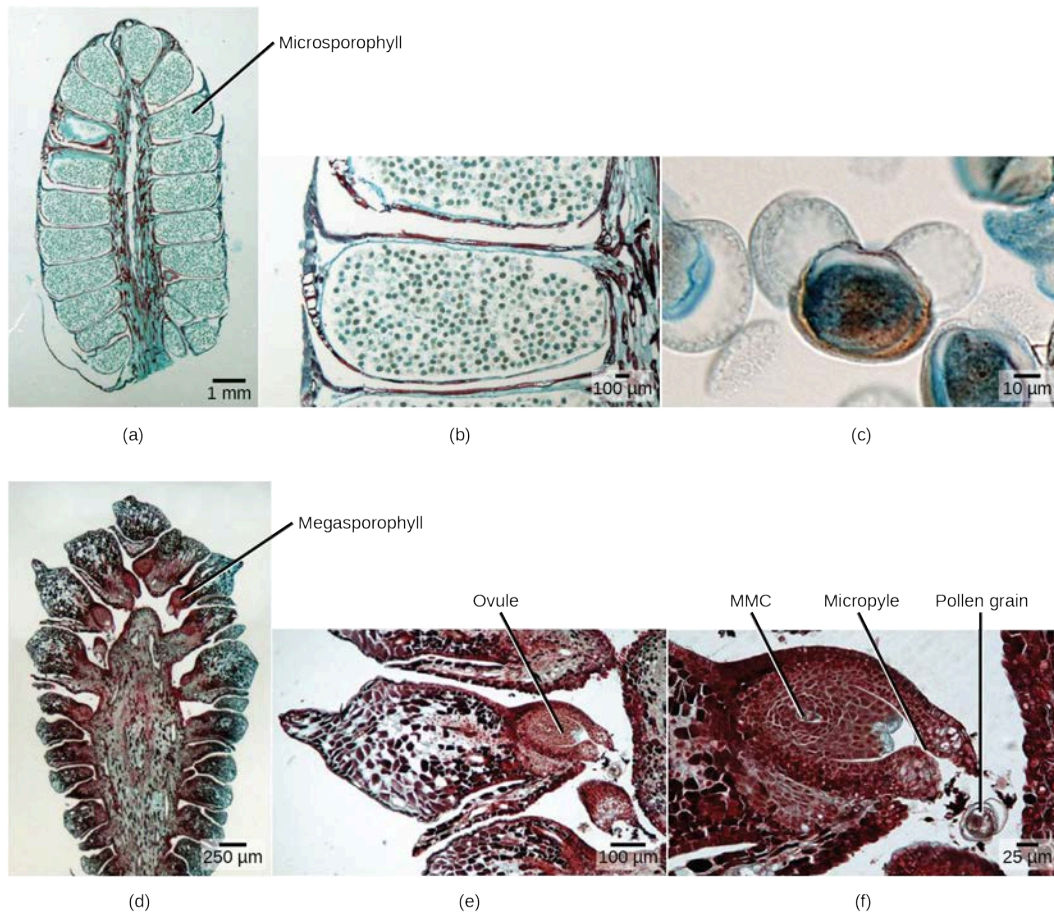 Microsporophyll
1 mm
100 µm
10 µm
(a)
(b)
(c)
Megasporophyll
Ovule
MMC
Micropyle
Pollen grain
250 µm
100 µm
25 µm
(d)
(e)
(f)